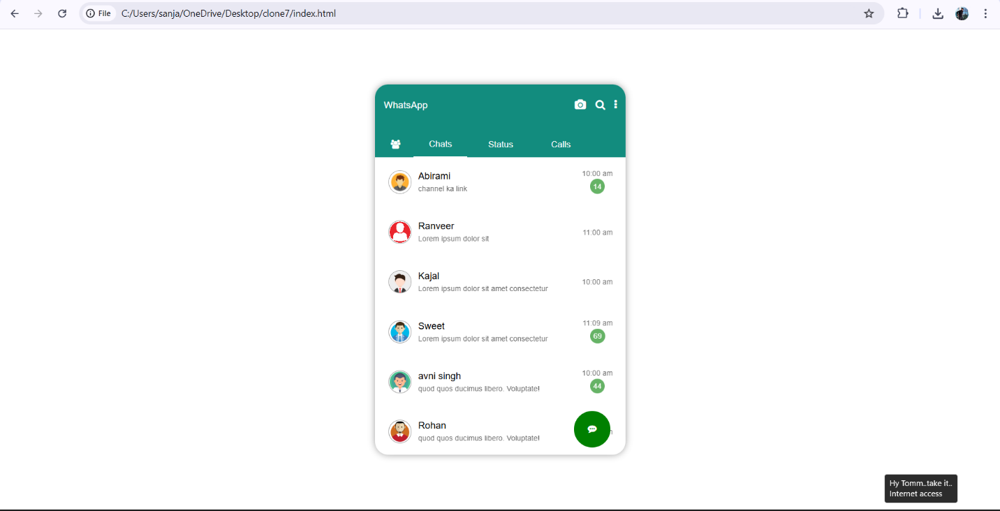 File C:/Users/sanja/OneDrive/Desktop/clone7/index.html
WhatsApp
Chats Status Calls
Abirami 10:00 am
channel ka link 14
Ranveer
Lorem ipsum dolor sit 11:00 am
Kajal
Lorem ipsum dolor sit amet consectetur 10:00 am
Sweet 11:09 am
Lorem ipsum dolor sit amet consectetur 69
avni singh 10:00 am
quod quos ducimus libero. Voluptate! 44
Rohan
quod quos ducimus libero. Voluptate!
Hy Tomm..take it..
Internet access